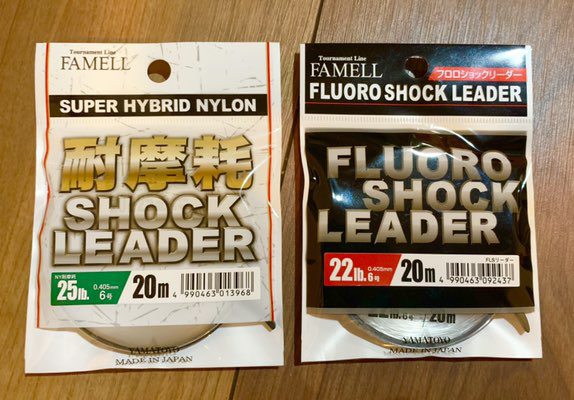 Tournament Line
FAMELL
SUPER HYBRID NYLON
耐摩耗
SHOCK
LEADER
NY耐摩耗
25lb.
0.405mm
6号
20m
4 990463 013968
YAMATOYO
MADE IN JAPAN
Tournament Line
FAMELL
フロロショックリーダー
FLUORO SHOCK LEADER
FLUORO
SHOCK
LEADER
FLSリーダー
22lb.
0.405mm
6号
20m
4 990463 092437
22lb.
20m
YAMATOYO
MADE IN JAPAN